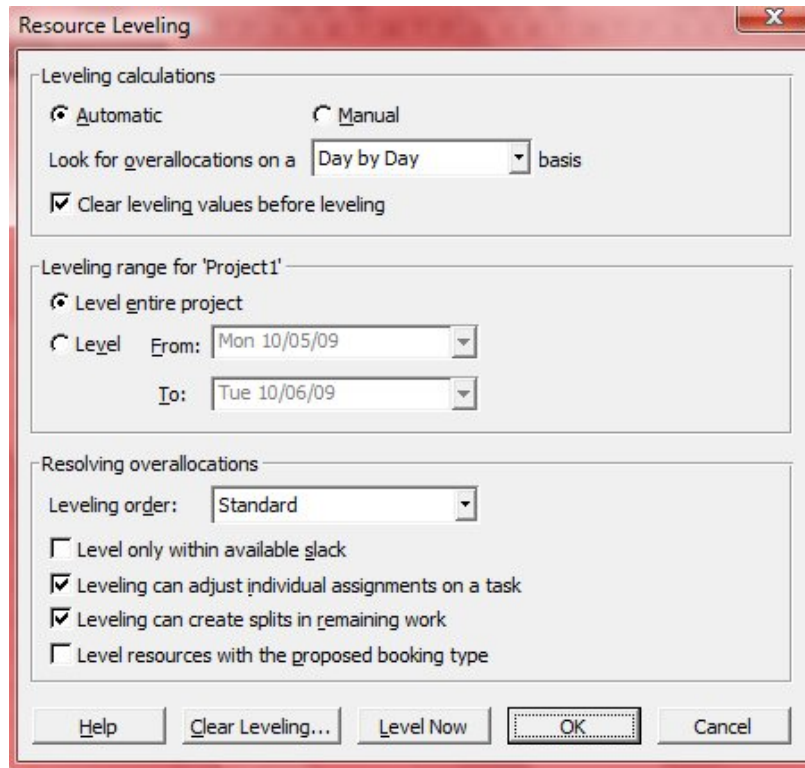 Resource Leveling
Leveling calculations
Automatic Manual
Look for overallocations on a Day by Day basis
Clear leveling values before leveling
Leveling range for 'Project1'
Level entire project
Level From: Mon 10/05/09
To: Tue 10/06/09
Resolving overallocations
Leveling order: Standard
Level only within available slack
Leveling can adjust individual assignments on a task
Leveling can create splits in remaining work
Level resources with the proposed booking type
Help Clear Leveling... Level Now OK Cancel